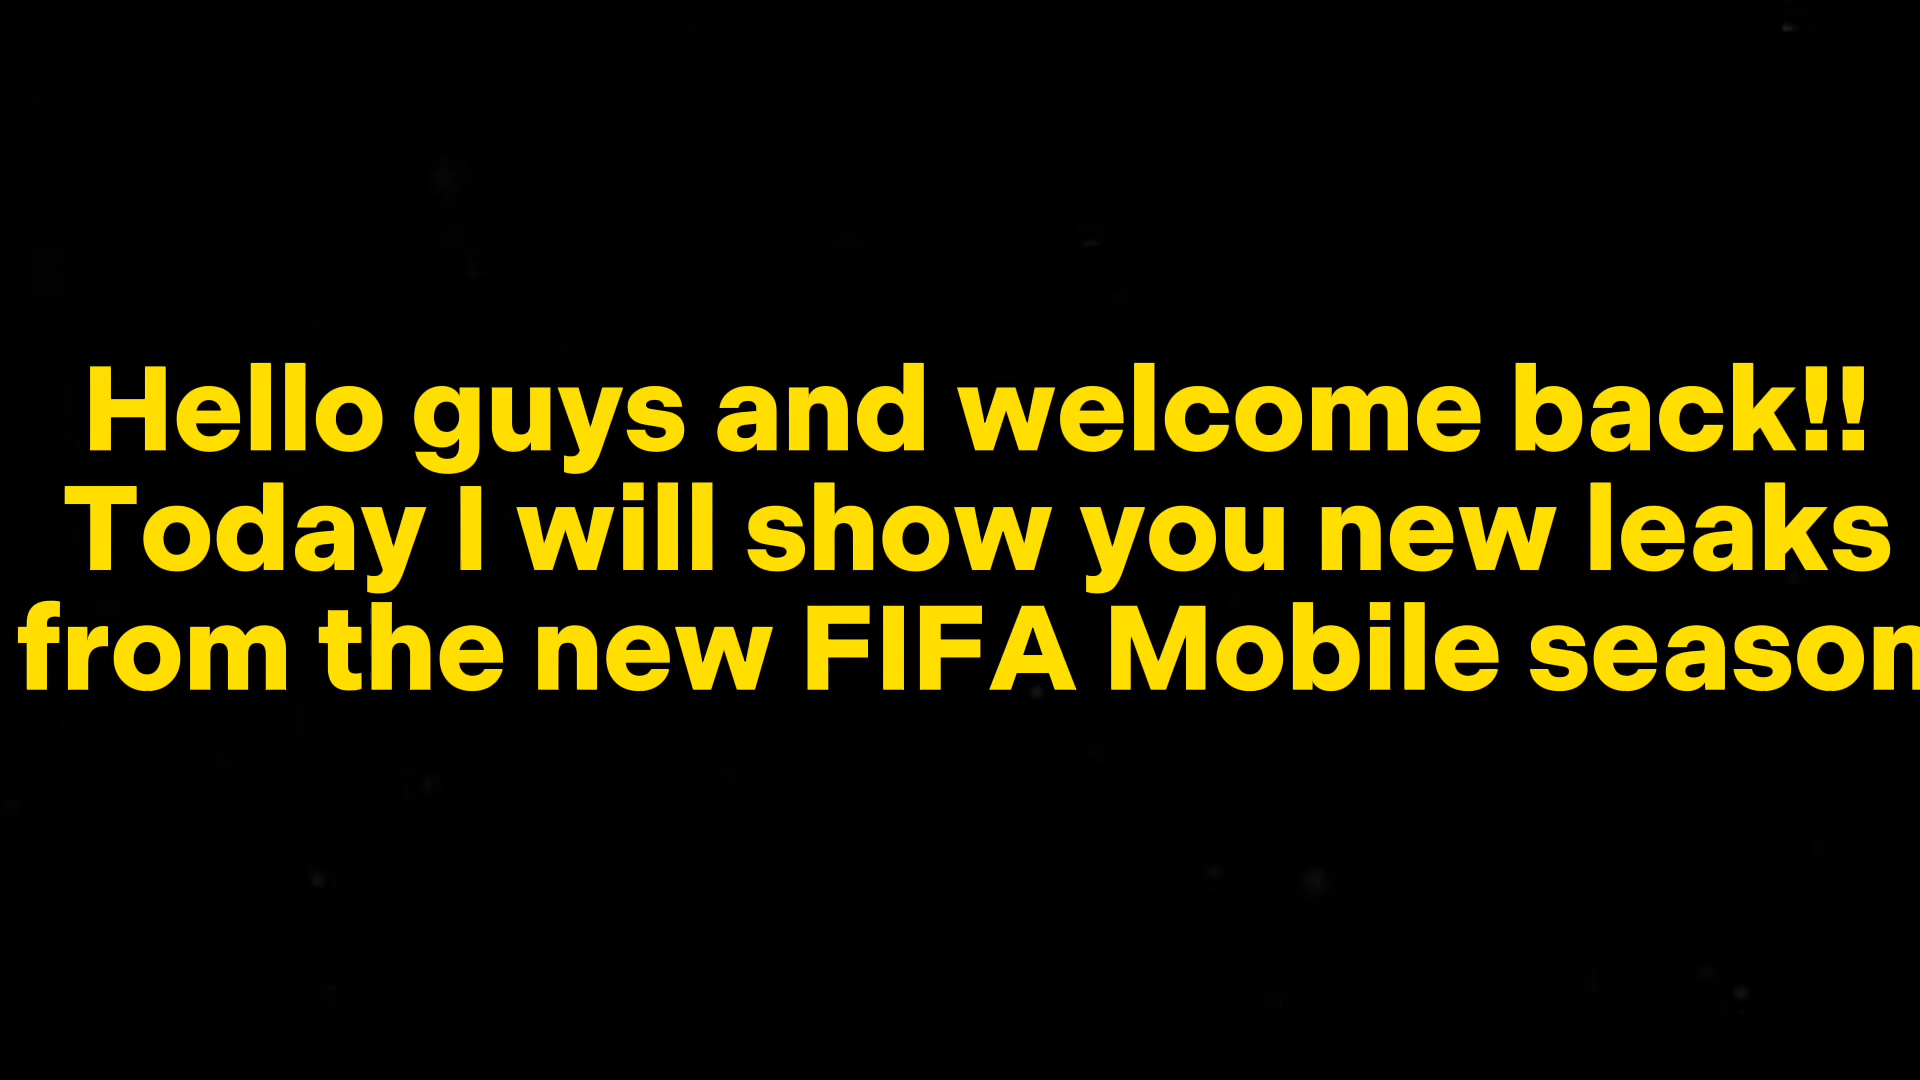 Hello guys and welcome back!!
Today I will show you new leaks
from the new FIFA Mobile season